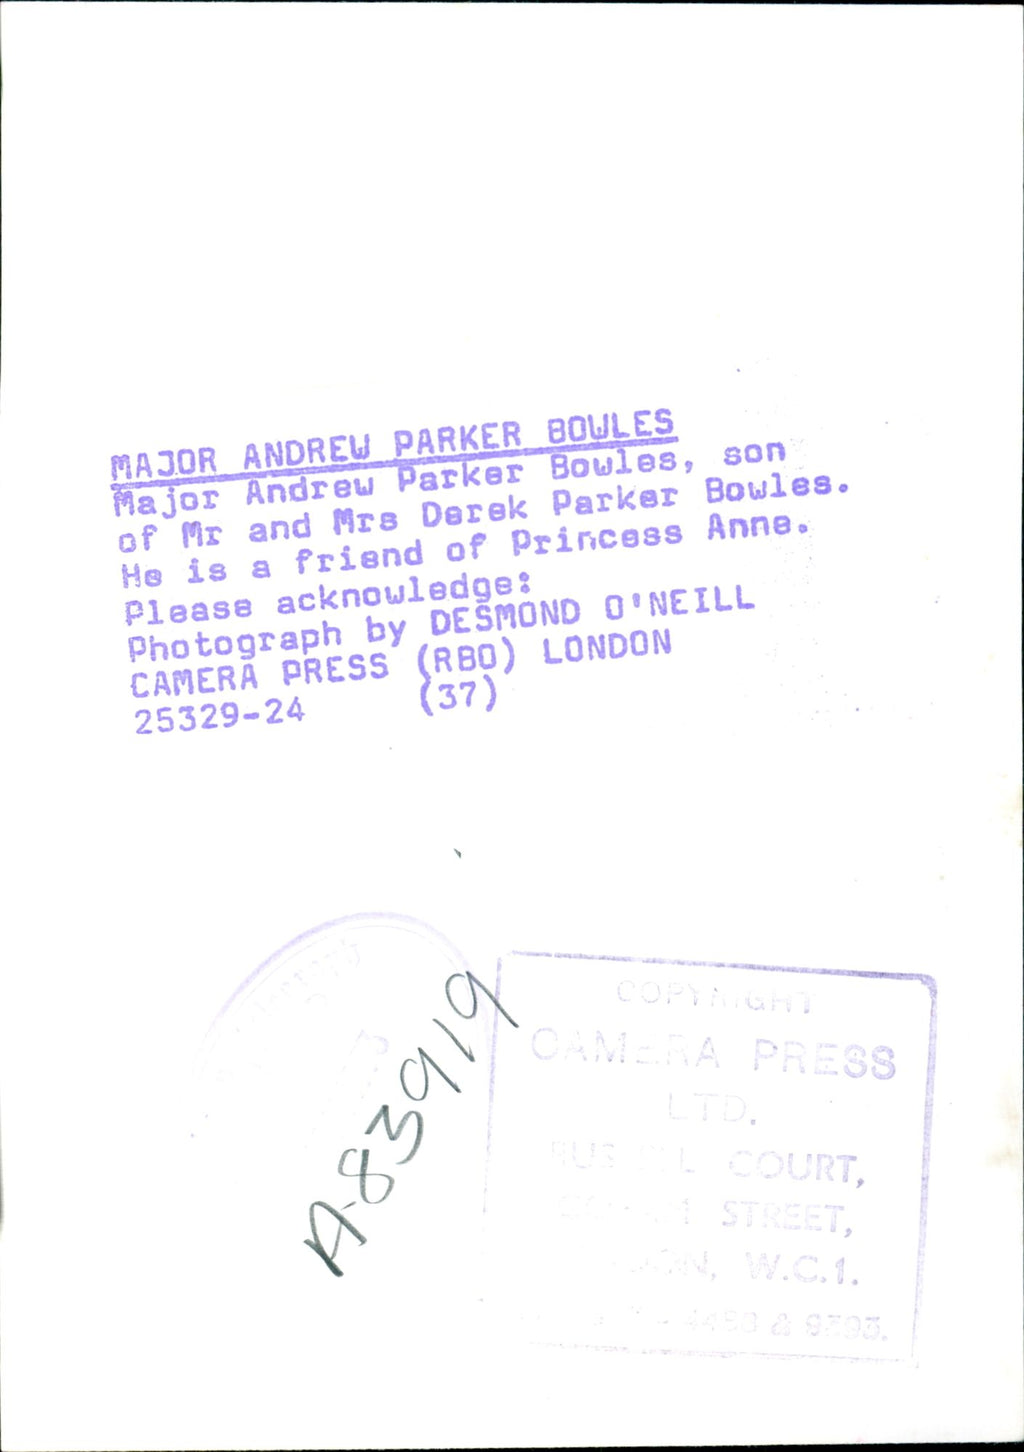 MAJOR ANDREW PARKER BOWLES
Major Andrew Parker Bowles, son
of Mr and Mrs Derek Parker Bowles.
He is a friend of Princess Anne.
Please acknowledge:
Photograph by DESMOND O'NEILL
CAMERA PRESS (RBO) LONDON
25329-24 (37)
A-83919
COPYRIGHT
CAMERA PRESS
LTD.
COURT,
STREET,
W.C.1.
& 9393.